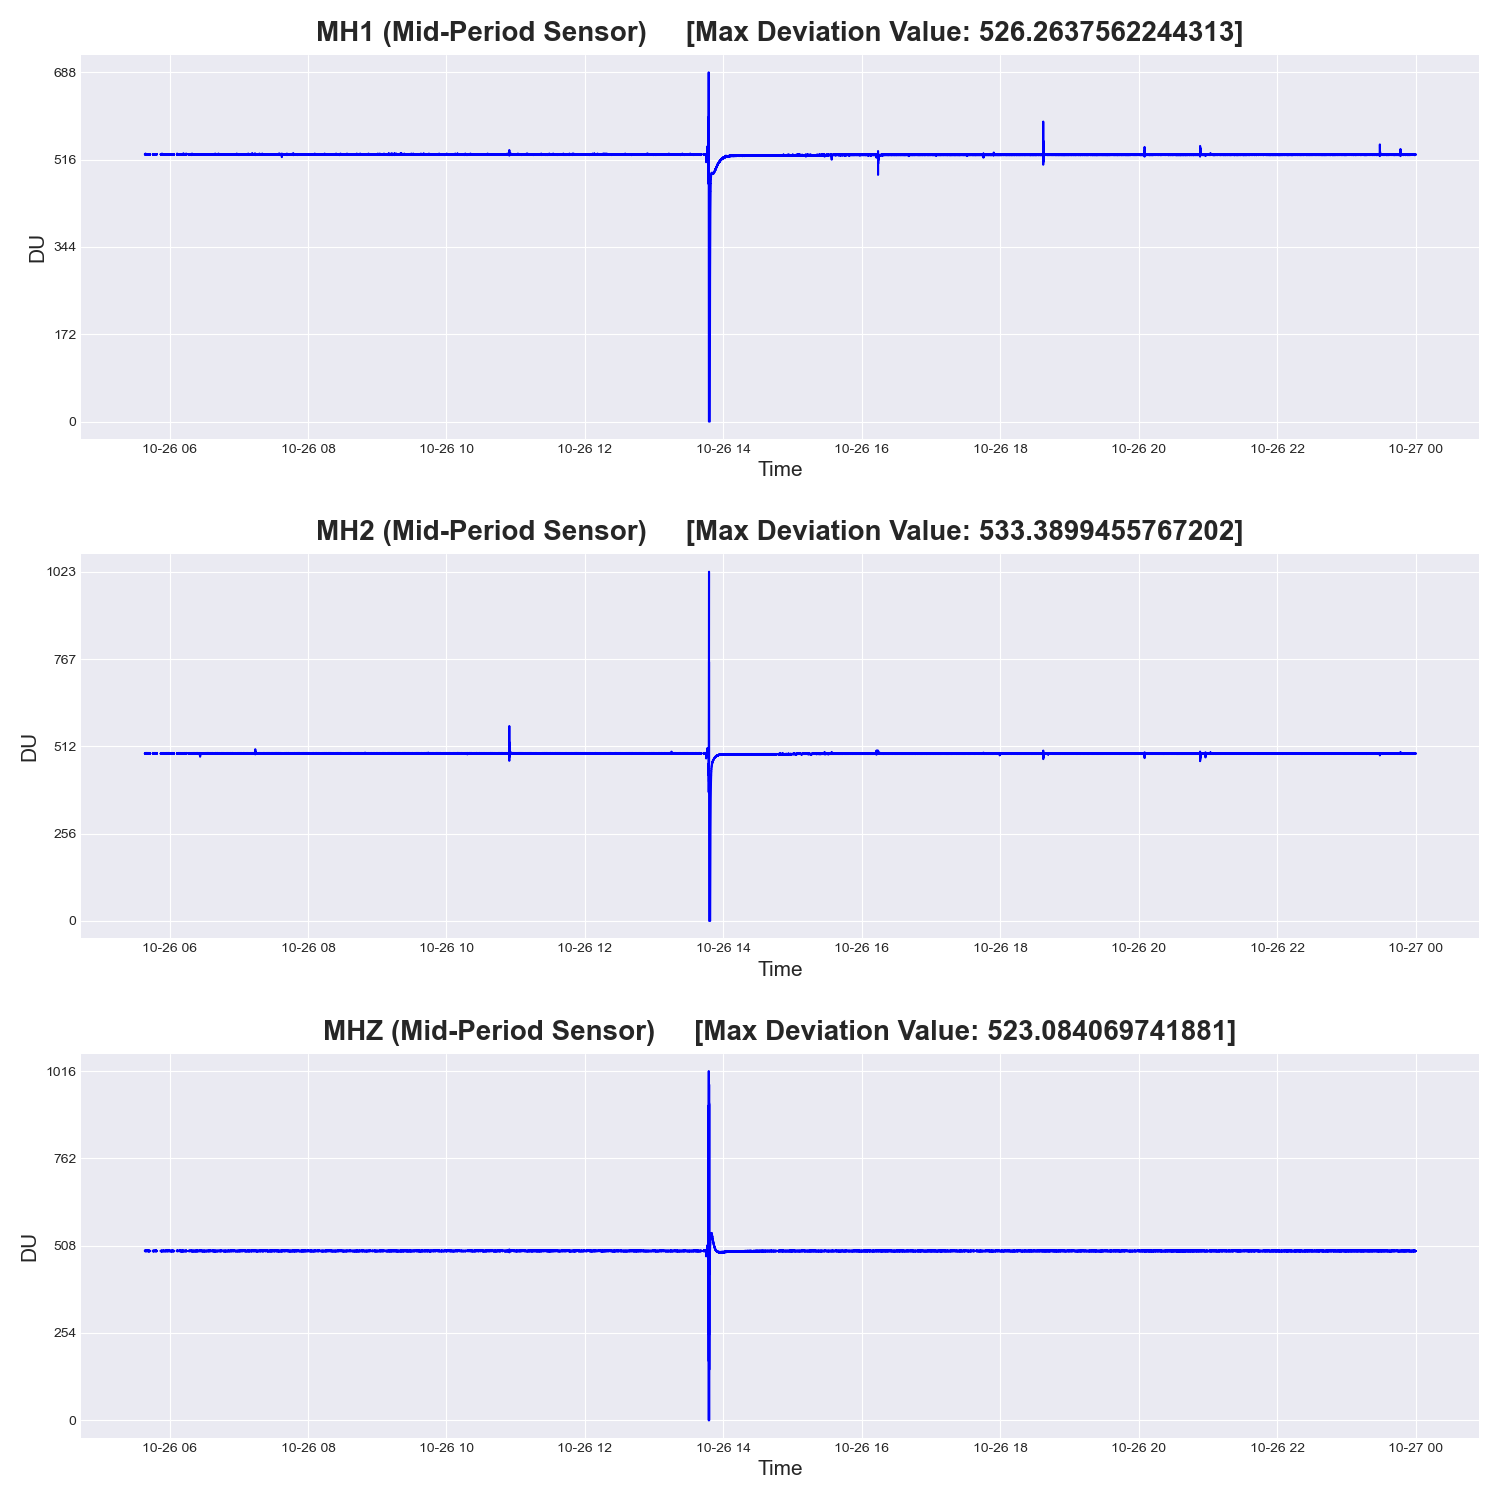 MH1 (Mid-Period Sensor) [Max Deviation Value: 526.2637562244313]
688
516
344
172
0
DU
10-26 06 10-26 08 10-26 10 10-26 12 10-26 14 10-26 16 10-26 18 10-26 20 10-26 22 10-27 00
Time
MH2 (Mid-Period Sensor) [Max Deviation Value: 533.3899455767202]
1023
767
512
256
0
DU
10-26 06 10-26 08 10-26 10 10-26 12 10-26 14 10-26 16 10-26 18 10-26 20 10-26 22 10-27 00
Time
MHZ (Mid-Period Sensor) [Max Deviation Value: 523.084069741881]
1016
762
508
254
0
DU
10-26 06 10-26 08 10-26 10 10-26 12 10-26 14 10-26 16 10-26 18 10-26 20 10-26 22 10-27 00
Time